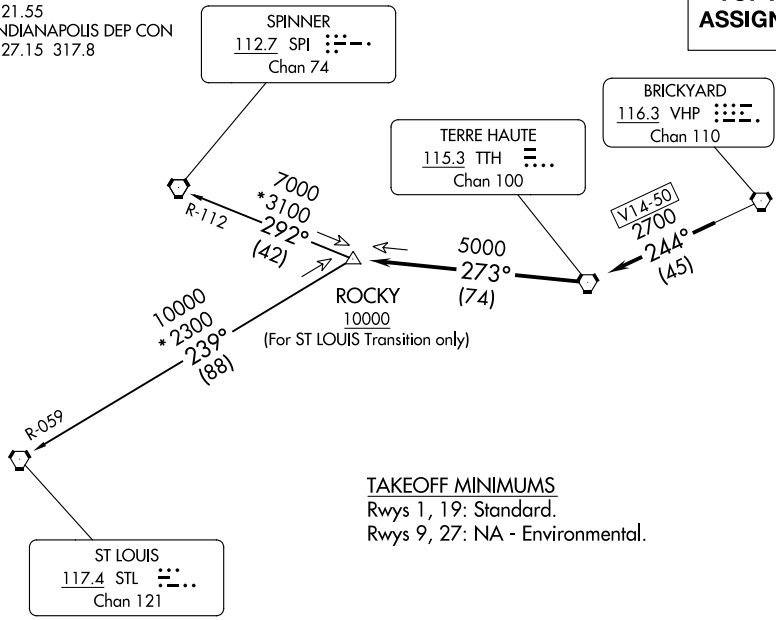 21.55
NDIANAPOLIS DEP CON
27.15 317.8
ASSIGN
SPINNER
112.7 SPI
Chan 74
BRICKYARD
116.3 VHP
Chan 110
TERRE HAUTE
115.3 TTH
Chan 100
V14-50
2700
244°
(45)
7000
*3100
292°
(42)
R-112
5000
273°
(74)
ROCKY
10000
(For ST LOUIS Transition only)
10000
*2300
239°
(88)
R-059
TAKEOFF MINIMUMS
Rwys 1, 19: Standard.
Rwys 9, 27: NA - Environmental.
ST LOUIS
117.4 STL
Chan 121